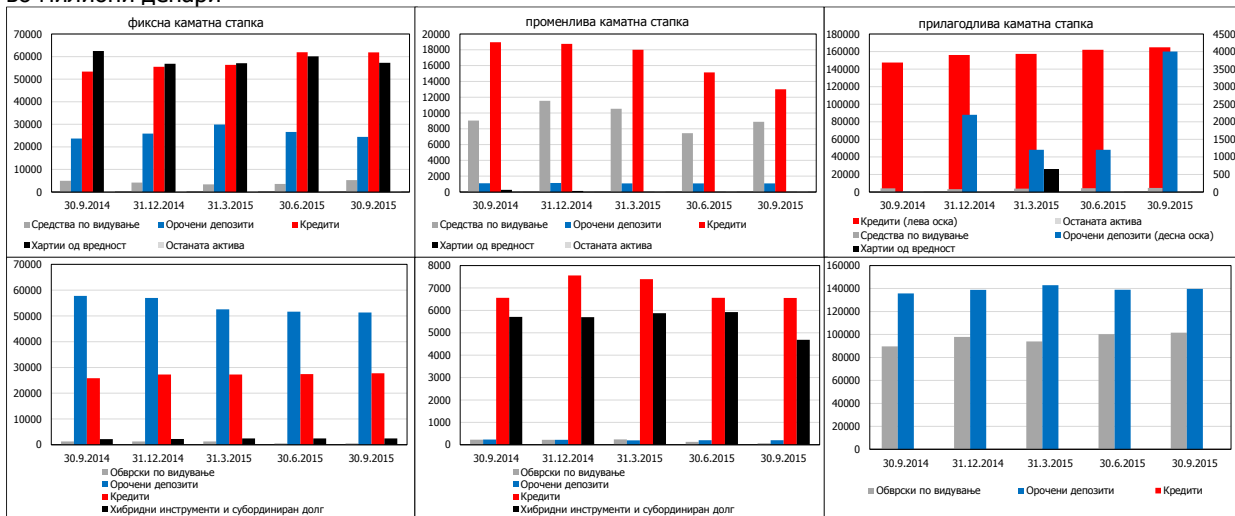 во милиони денари
фиксна каматна стапка
70000
60000
50000
40000
30000
20000
10000
0
30.9.2014 31.12.2014 31.3.2015 30.6.2015 30.9.2015
Средства по видување Орочени депозити Кредити
Хартии од вредност Останата актива
променлива каматна стапка
20000
18000
16000
14000
12000
10000
8000
6000
4000
2000
0
30.9.2014 31.12.2014 31.3.2015 30.6.2015 30.9.2015
Средства по видување Орочени депозити Кредити
Хартии од вредност Останата актива
прилагодлива каматна стапка
180000 4500
160000 4000
140000 3500
120000 3000
100000 2500
80000 2000
60000 1500
40000 1000
20000 500
0 0
30.9.2014 31.12.2014 31.3.2015 30.6.2015 30.9.2015
Кредити (лева оска) Останата актива
Средства по видување Орочени депозити (десна оска)
Хартии од вредност
70000
60000
50000
40000
30000
20000
10000
0
30.9.2014 31.12.2014 31.3.2015 30.6.2015 30.9.2015
Обврски по видување
Орочени депозити
Кредити
Хибридни инструменти и субординиран долг
8000
7000
6000
5000
4000
3000
2000
1000
0
30.9.2014 31.12.2014 31.3.2015 30.6.2015 30.9.2015
Обврски по видување
Орочени депозити
Кредити
Хибридни инструменти и субординиран долг
160000
140000
120000
100000
80000
60000
40000
20000
0
30.9.2014 31.12.2014 31.3.2015 30.6.2015 30.9.2015
Обврски по видување Орочени депозити Кредити